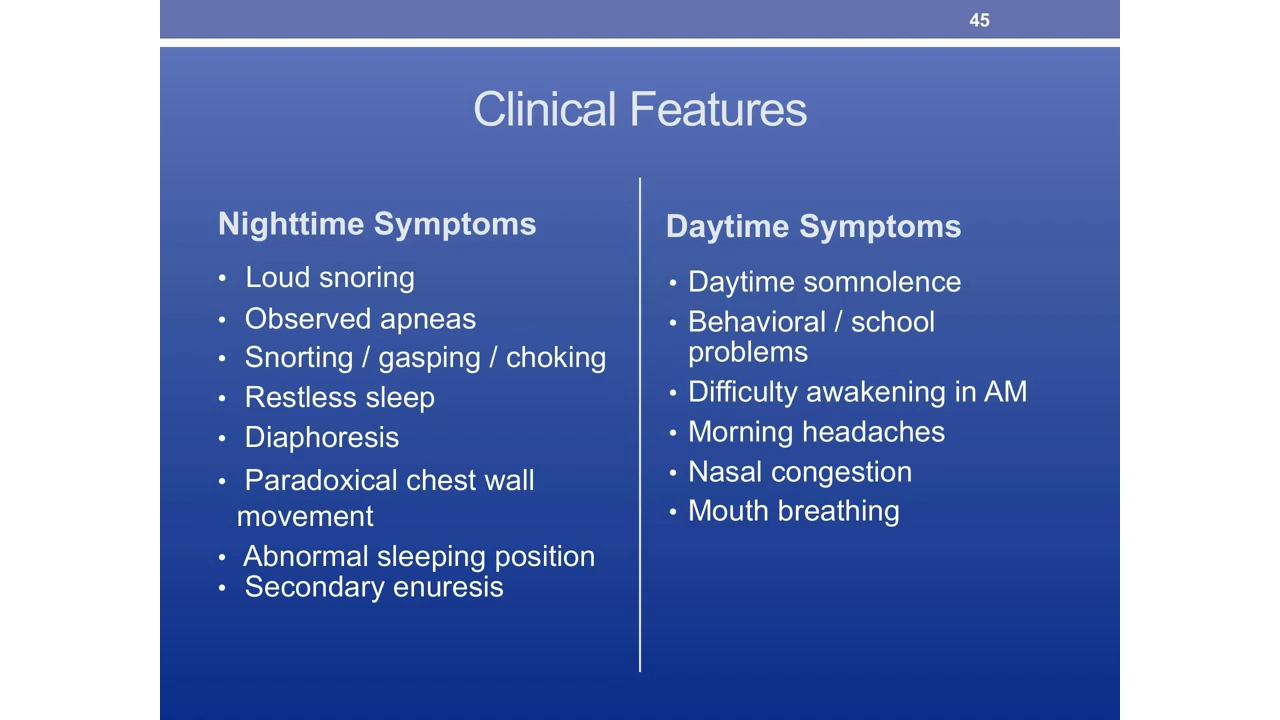 45
Clinical Features
Nighttime Symptoms
• Loud snoring
• Observed apneas
• Snorting / gasping / choking
• Restless sleep
• Diaphoresis
• Paradoxical chest wall
movement
• Abnormal sleeping position
• Secondary enuresis
Daytime Symptoms
• Daytime somnolence
• Behavioral / school
problems
• Difficulty awakening in AM
• Morning headaches
• Nasal congestion
• Mouth breathing